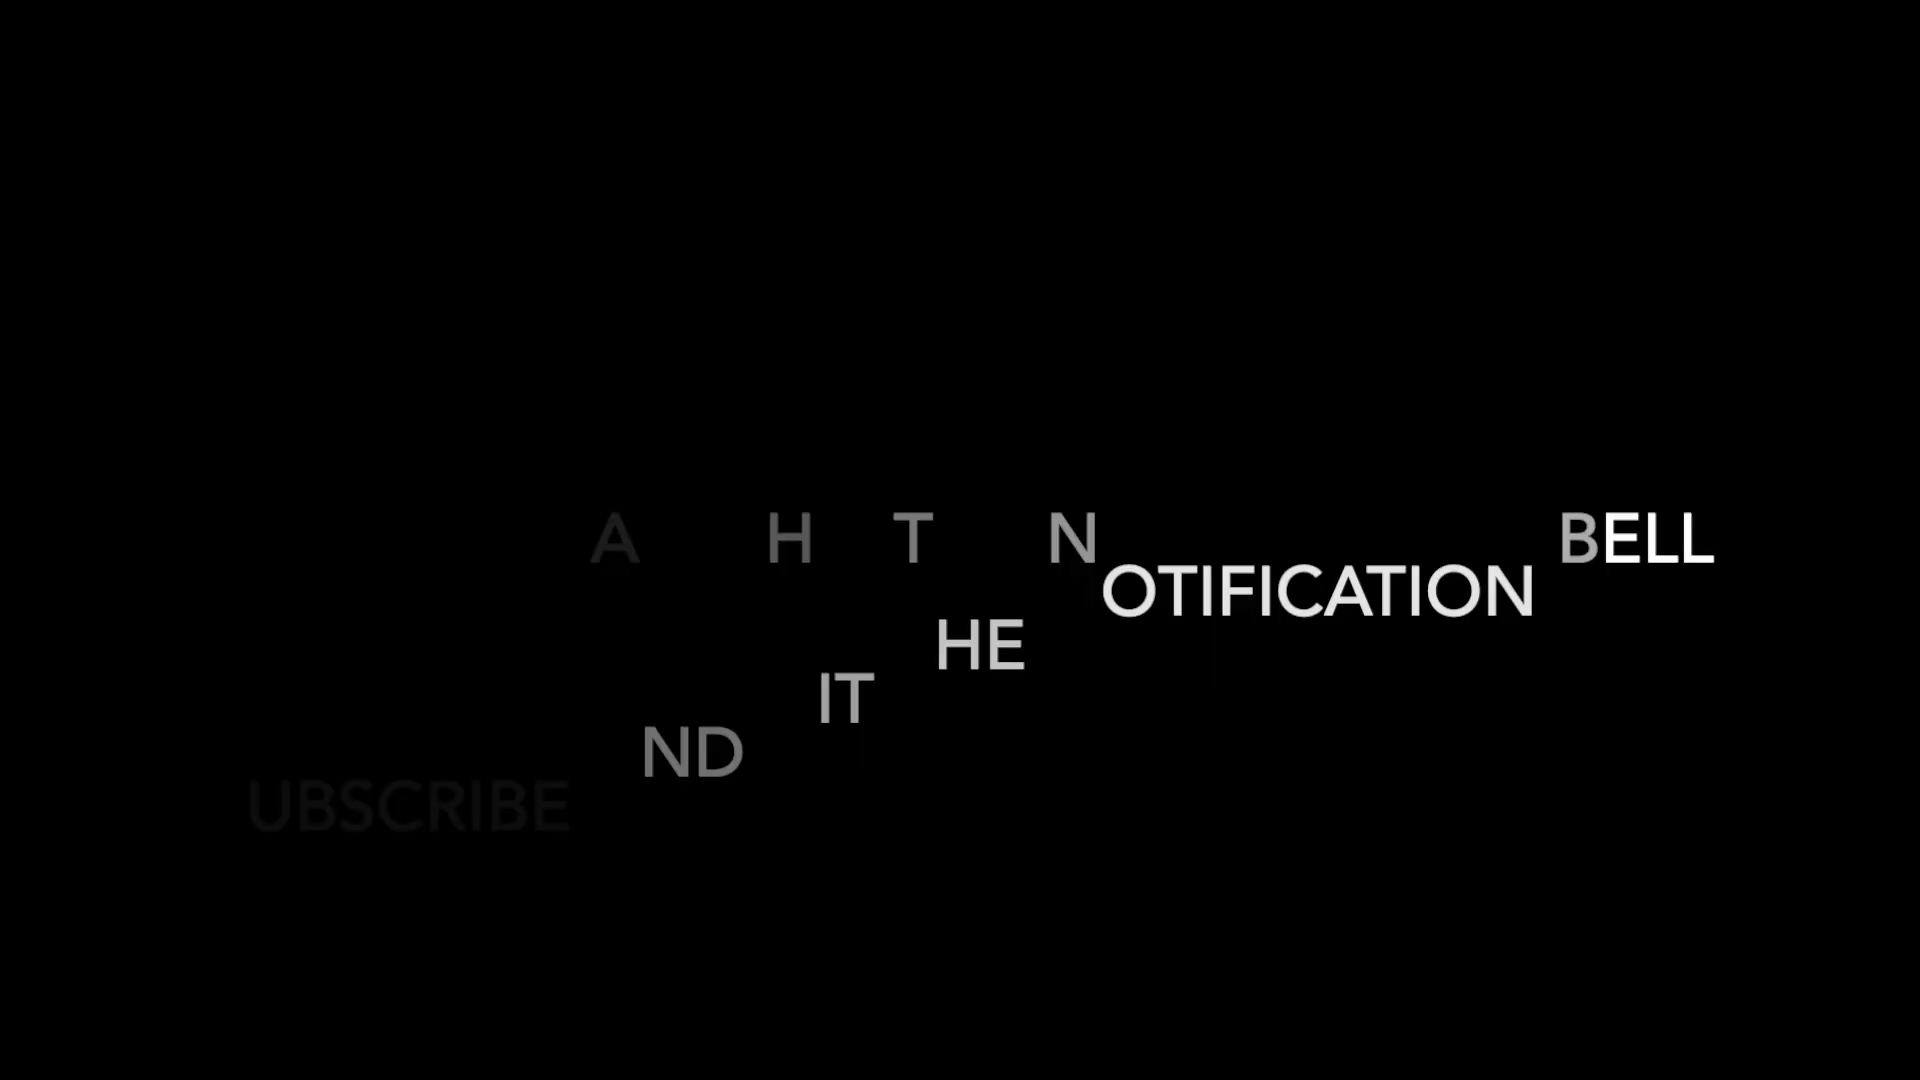 A H T N BELL
OTIFICATION
HE
IT
ND
UBSCRIBE